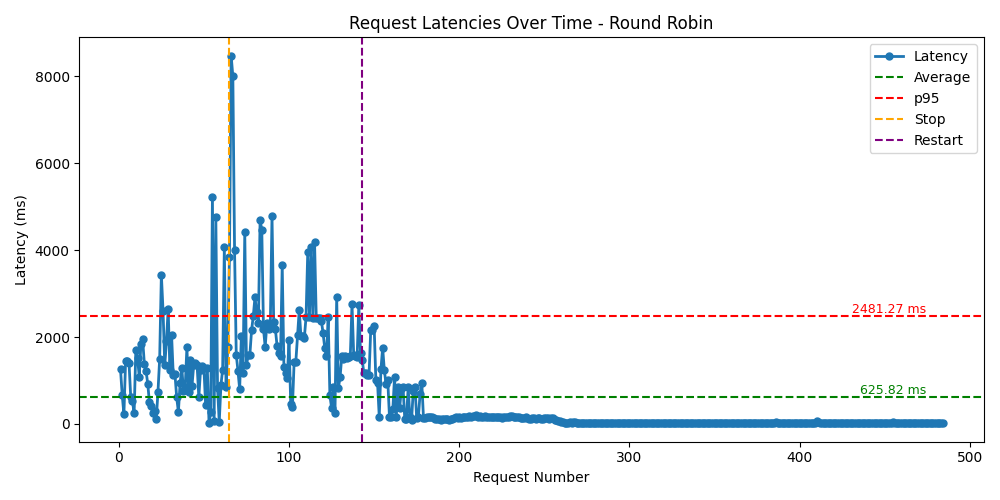 Request Latencies Over Time - Round Robin
Latency (ms)
8000
6000
4000
2000
0
Latency
Average
p95
Stop
Restart
2481.27 ms
625.82 ms
0
100
200
300
400
500
Request Number